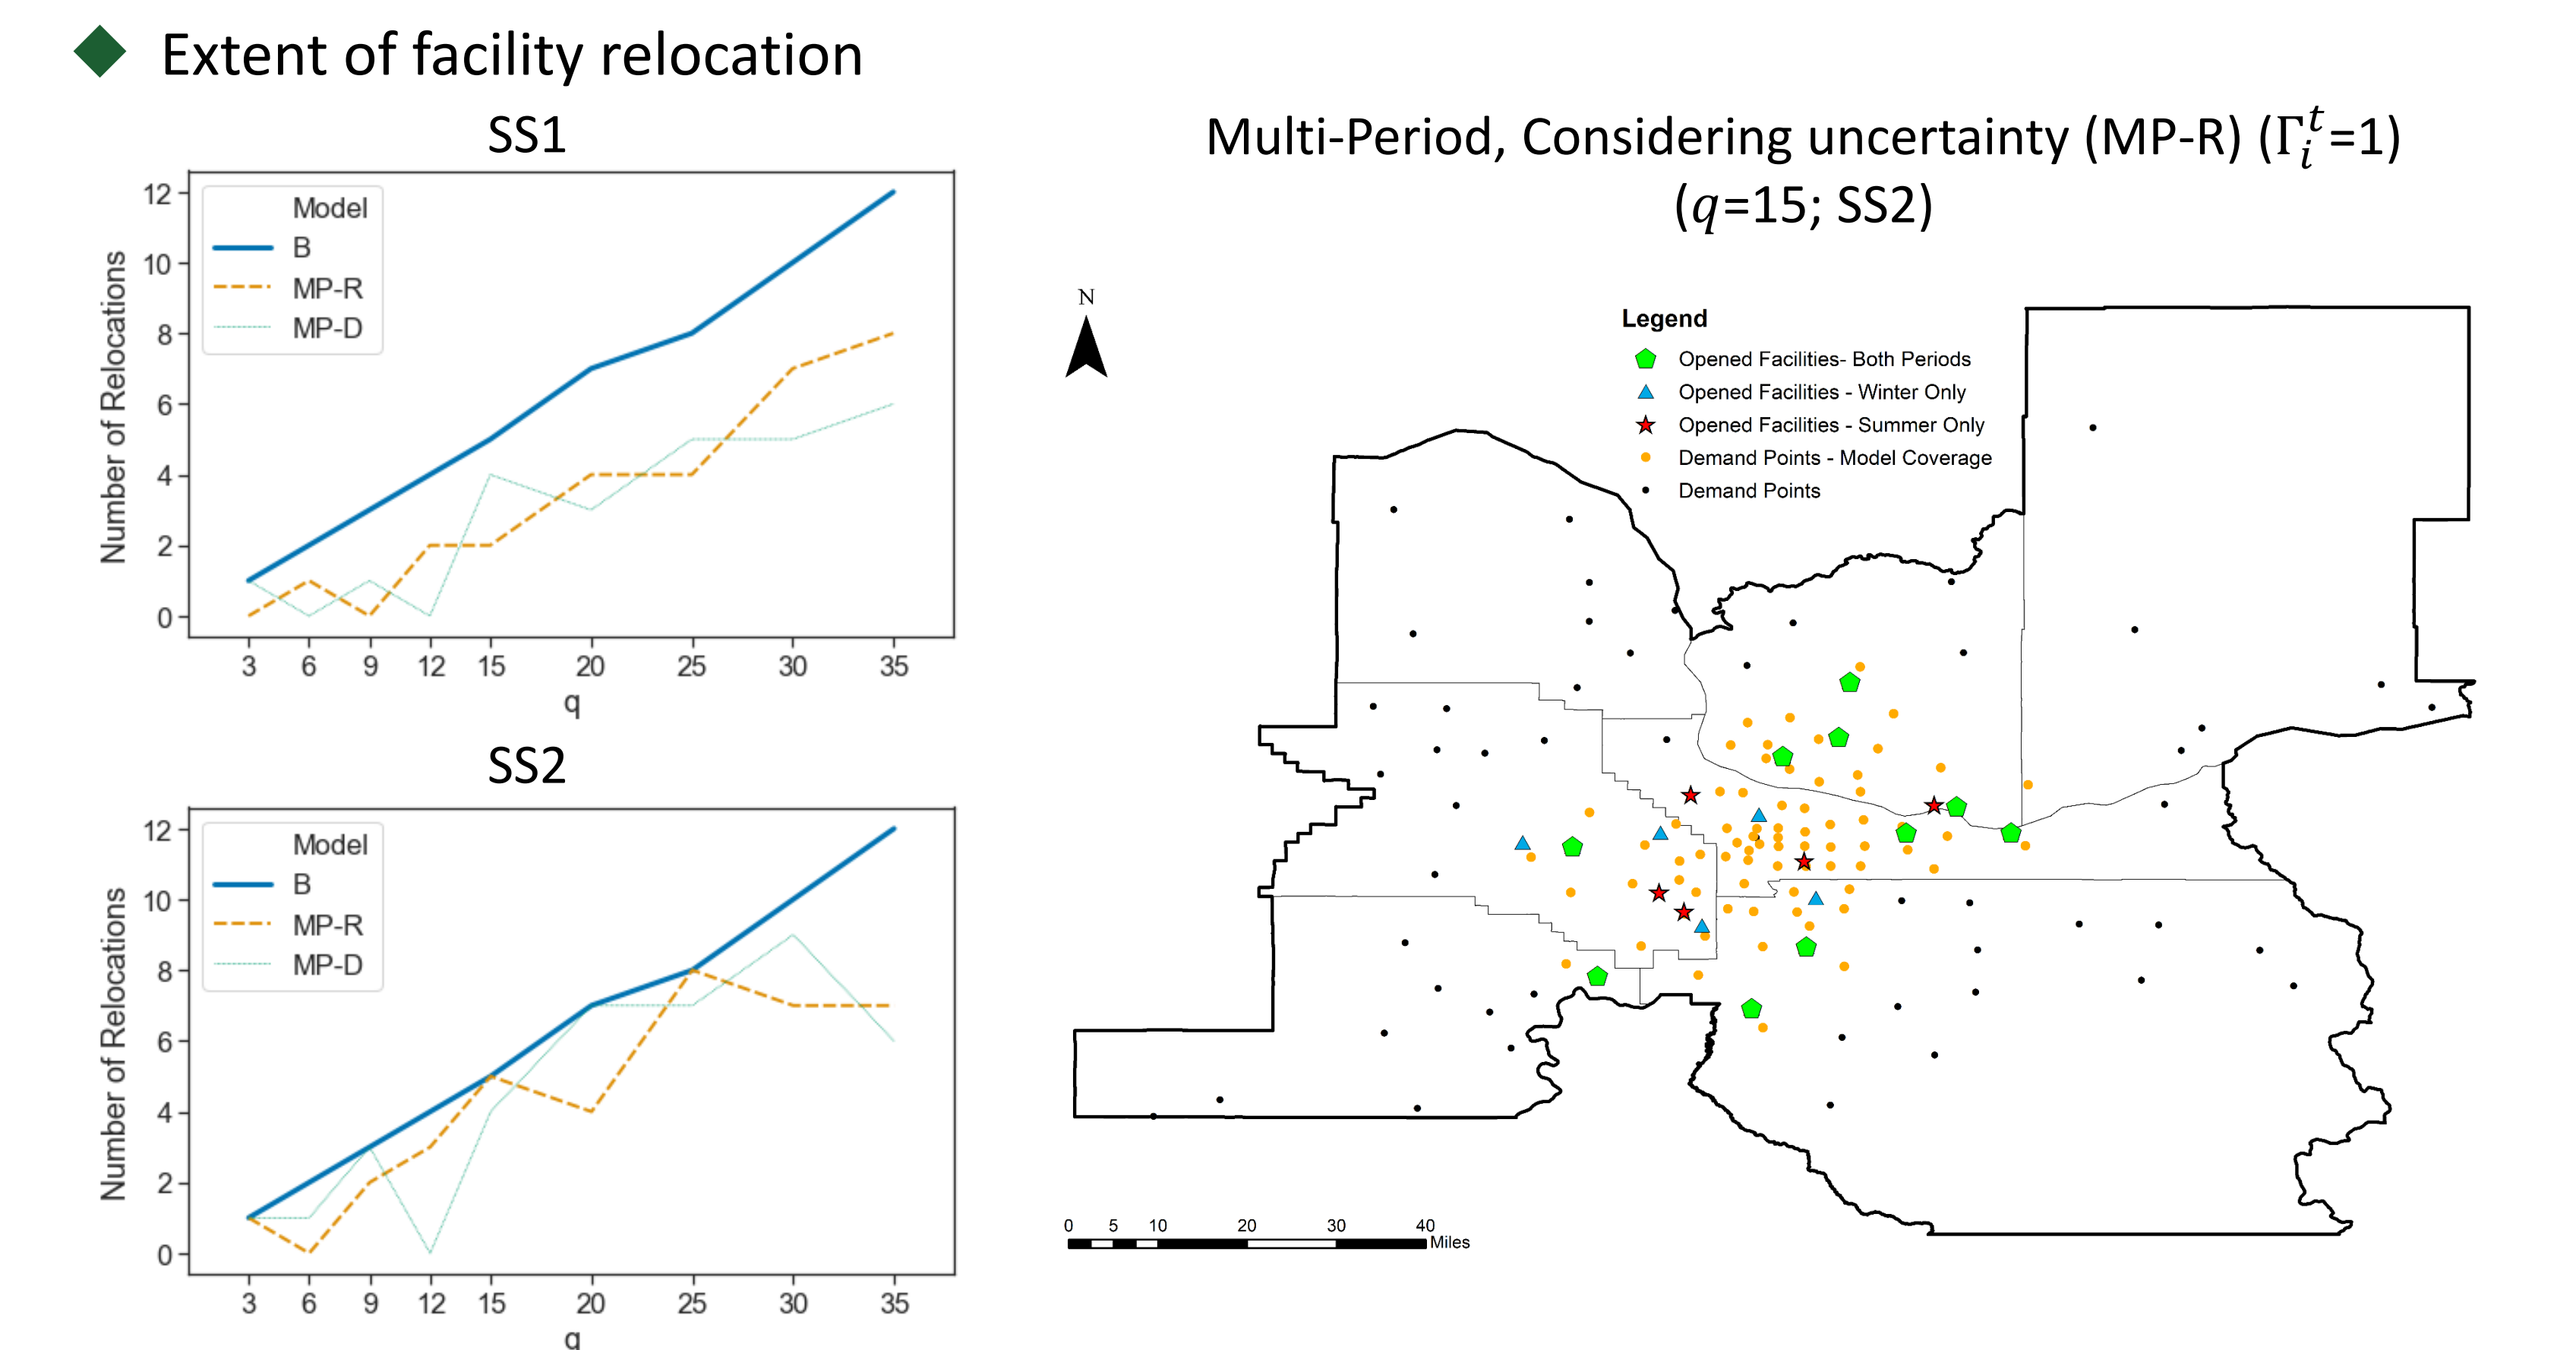 Extent of facility relocation
SS1
12
10
8
6
4
2
0
Number of Relocations
Model
B
MP-R
MP-D
3 6 9 12 15 20 25 30 35
q
SS2
12
10
8
6
4
2
0
Number of Relocations
Model
B
MP-R
MP-D
3 6 9 12 15 20 25 30 35
q
Multi-Period, Considering uncertainty (MP-R) (Γᵢᵗ=1)
(q=15; SS2)
N
Legend
Opened Facilities- Both Periods
Opened Facilities - Winter Only
Opened Facilities - Summer Only
Demand Points - Model Coverage
Demand Points
0 5 10 20 30 40
Miles